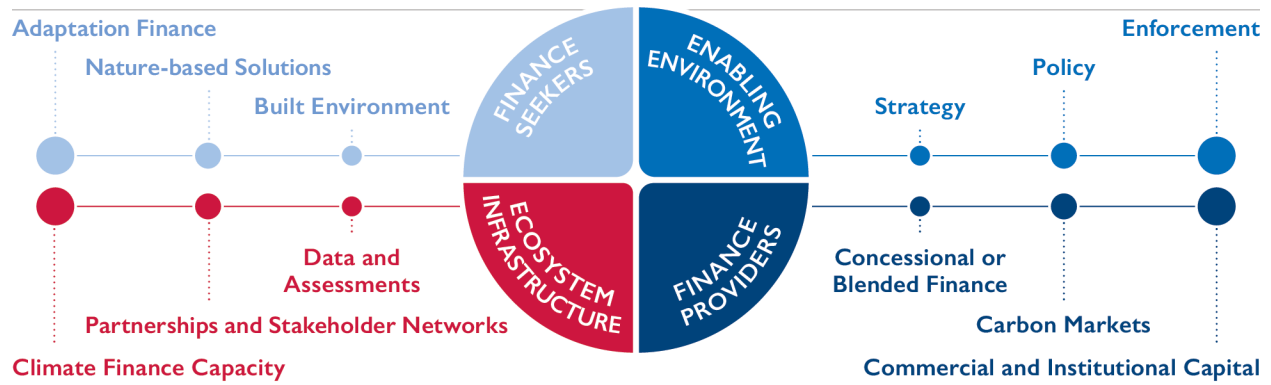 Adaptation Finance
Nature-based Solutions
Built Environment
FINANCE
SEEKERS
ENABLING
ENVIRONMENT
Enforcement
Policy
Strategy
ECOSYSTEM
INFRASTRUCTURE
Data and
Assessments
Partnerships and Stakeholder Networks
Climate Finance Capacity
FINANCE
PROVIDERS
Concessional or
Blended Finance
Carbon Markets
Commercial and Institutional Capital